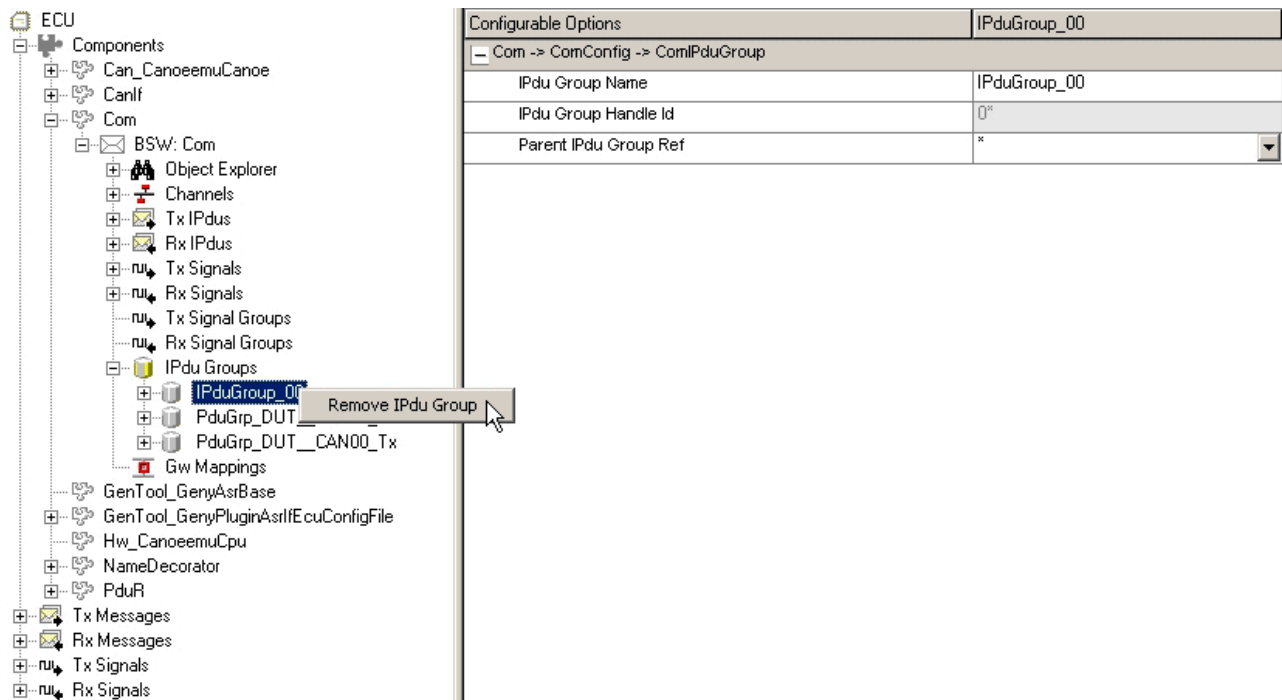 ECU
Components
Can_CanoeemuCanoe
CanIf
Com
BSW: Com
Object Explorer
Channels
Tx IPdus
Rx IPdus
Tx Signals
Rx Signals
Tx Signal Groups
Rx Signal Groups
IPdu Groups
IPduGroup_00
Remove IPdu Group
PduGrp_DUT_
PduGrp_DUT__CAN00_Tx
Gw Mappings
GenTool_GenyAsrBase
GenTool_GenyPluginAsrIfEcuConfigFile
Hw_CanoeemuCpu
NameDecorator
PduR
Tx Messages
Rx Messages
Tx Signals
Rx Signals
Configurable Options IPduGroup_00
Com -> ComConfig -> ComIPduGroup
IPdu Group Name IPduGroup_00
IPdu Group Handle Id 0*
Parent IPdu Group Ref *